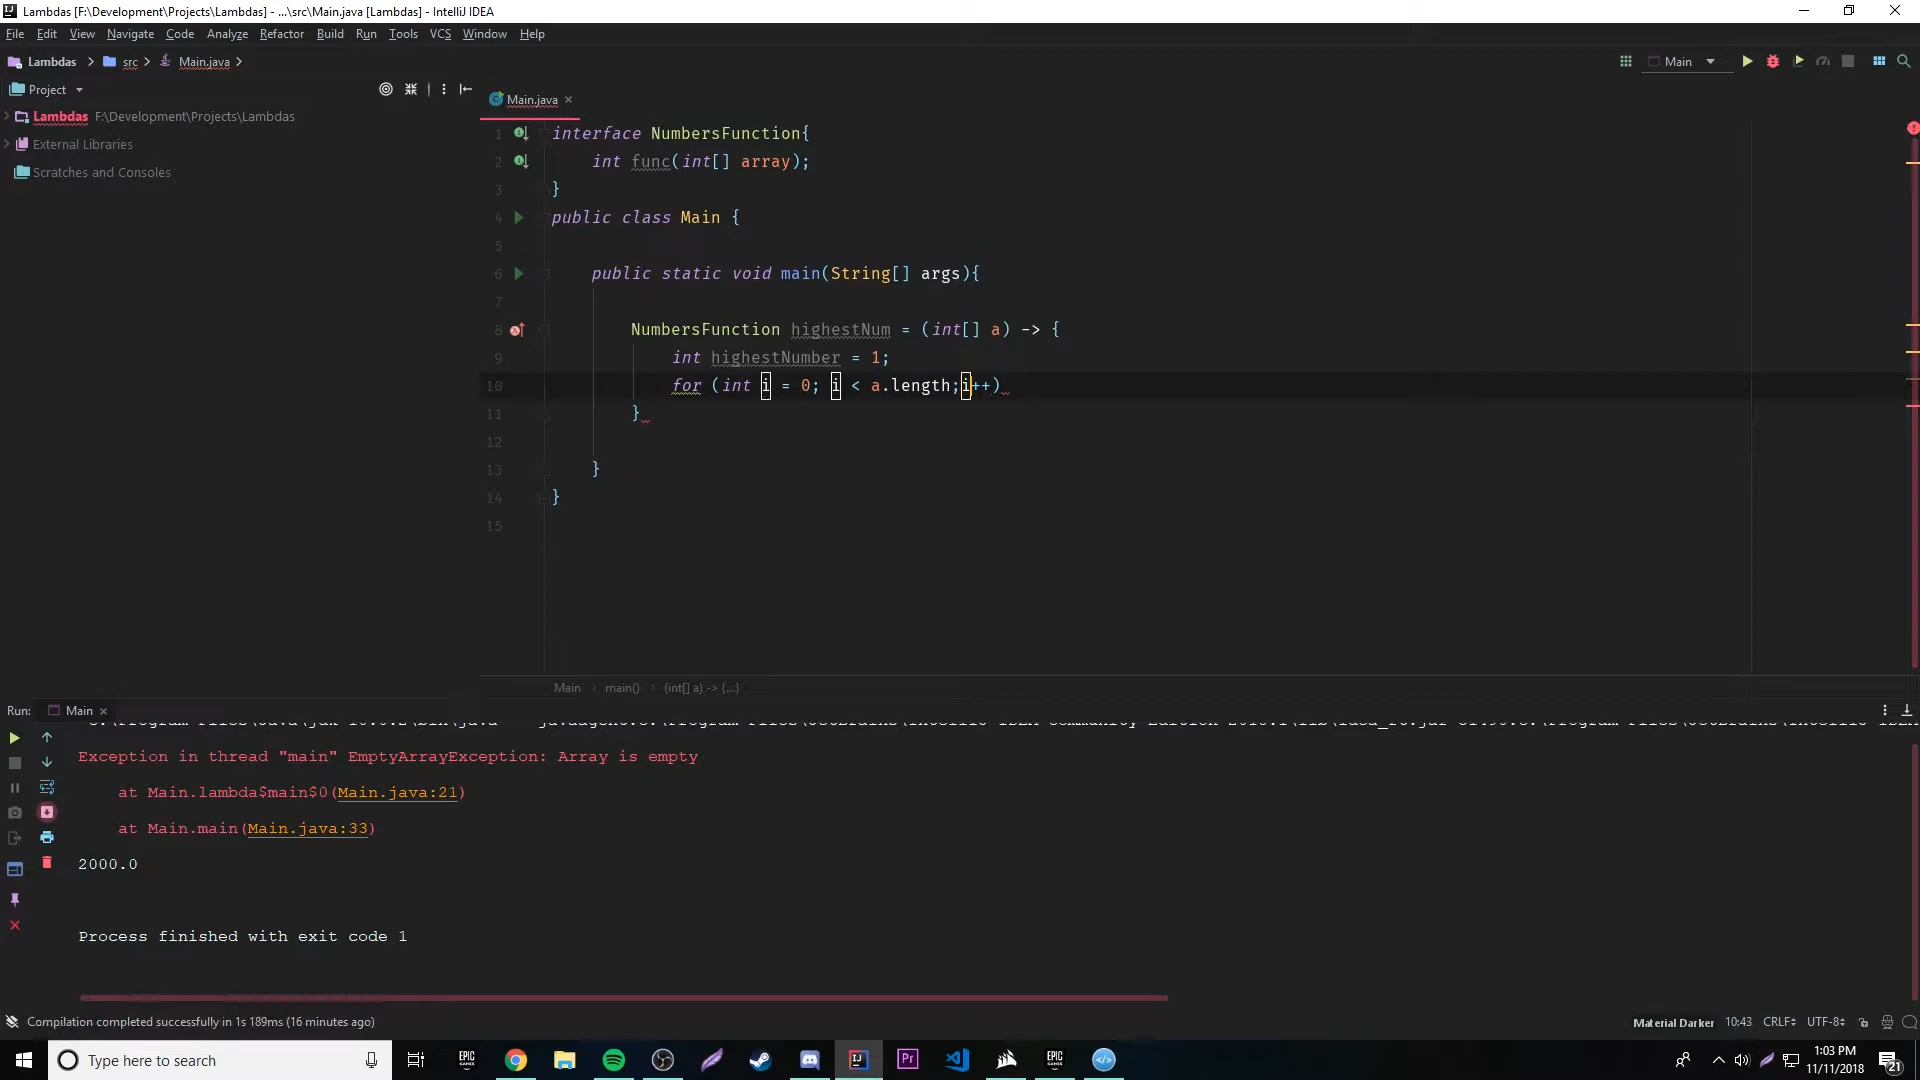 Lambdas [F:\Development\Projects\Lambdas] - ...\src\Main.java [Lambdas] - IntelliJ IDEA
File Edit View Navigate Code Analyze Refactor Build Run Tools VCS Window Help
Lambdas src Main.java
Main
Project
Main.java
Lambdas F:\Development\Projects\Lambdas
External Libraries
Scratches and Consoles
1 interface NumbersFunction{
2 int func(int[] array);
3 }
4 public class Main {
5
6 public static void main(String[] args){
7
8 NumbersFunction highestNum = (int[] a) -> {
9 int highestNumber = 1;
10 for (int i = 0; i < a.length;i++)
11 }
12
13 }
14 }
15
Main main() (int[] a) -> {...}
Run: Main
Exception in thread "main" EmptyArrayException: Array is empty
at Main.lambda$main$0(Main.java:21)
at Main.main(Main.java:33)
2000.0
Process finished with exit code 1
Compilation completed successfully in 1s 189ms (16 minutes ago)
Material Darker 10:43 CRLF UTF-8
Type here to search
EPIC GAMES
IJ
Pr
EPIC GAMES
1:03 PM
11/11/2018
21